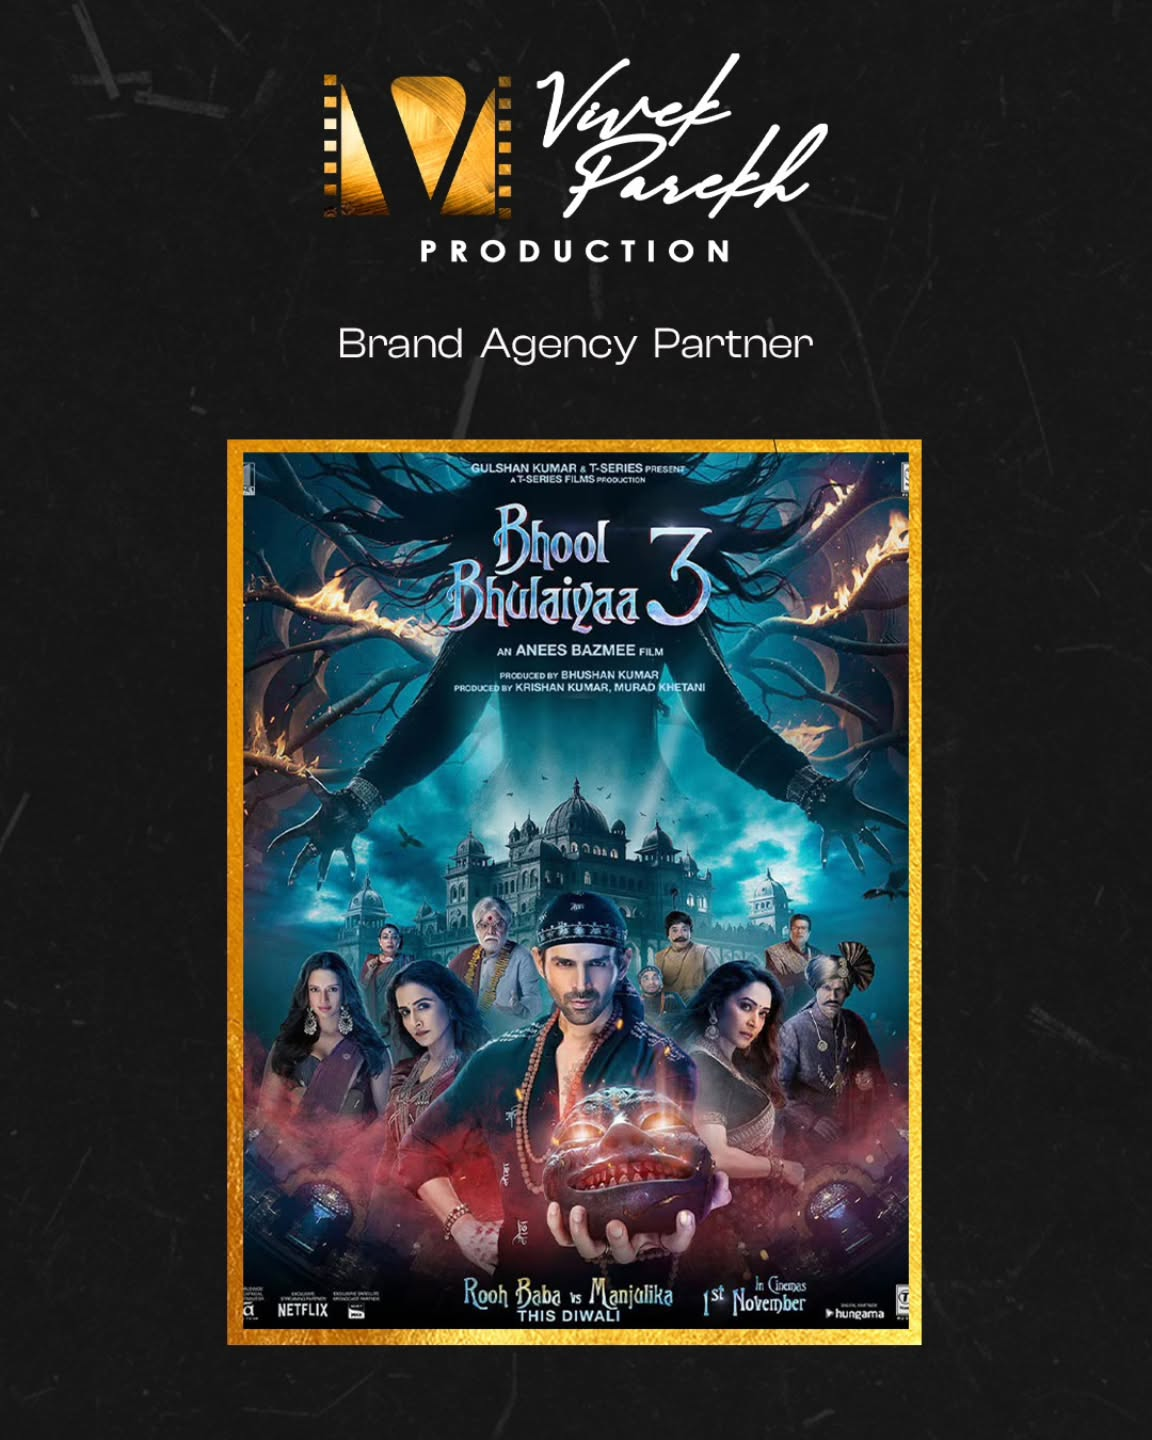 Vivek
Parekh
PRODUCTION
Brand Agency Partner
GULSHAN KUMAR & T-SERIES PRESENT
A T-SERIES FILMS PRODUCTION
Bhool
Bhulaiyaa 3
AN ANEES BAZMEE FILM
PRODUCED BY BHUSHAN KUMAR
PRODUCED BY KRISHAN KUMAR, MURAD KHETANI
Rooh Baba vs Manjulika
THIS DIWALI
1st November
In Cinemas
NETFLIX
hungama